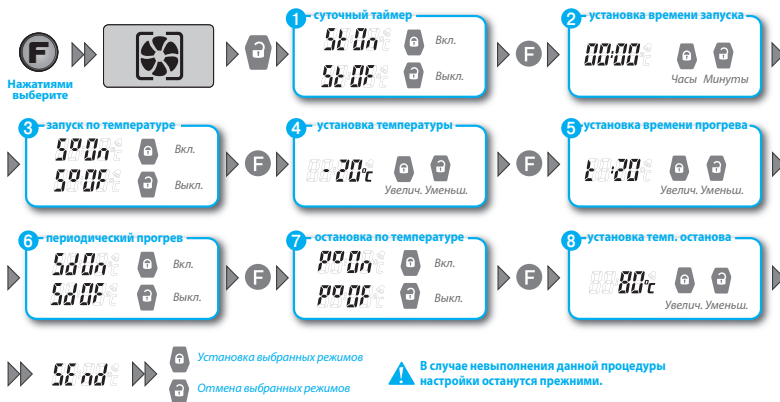 F
Нажатиями
выберите
1 суточный таймер
St On Вкл.
St OF Выкл.
F
2 установка времени запуска
00:00
Часы Минуты
3 запуск по температуре
S° On Вкл.
S° OF Выкл.
F
4 установка температуры
-20°c
Увелич. Уменьш.
F
5 установка времени прогрева
t :20
Увелич. Уменьш.
6 периодический прогрев
Sd On Вкл.
Sd OF Выкл.
7 остановка по температуре
P° On Вкл.
P° OF Выкл.
F
8 установка темп. останова
80°c
Увелич. Уменьш.
SEnd
Установка выбранных режимов
Отмена выбранных режимов
В случае невыполнения данной процедуры
настройки останутся прежними.